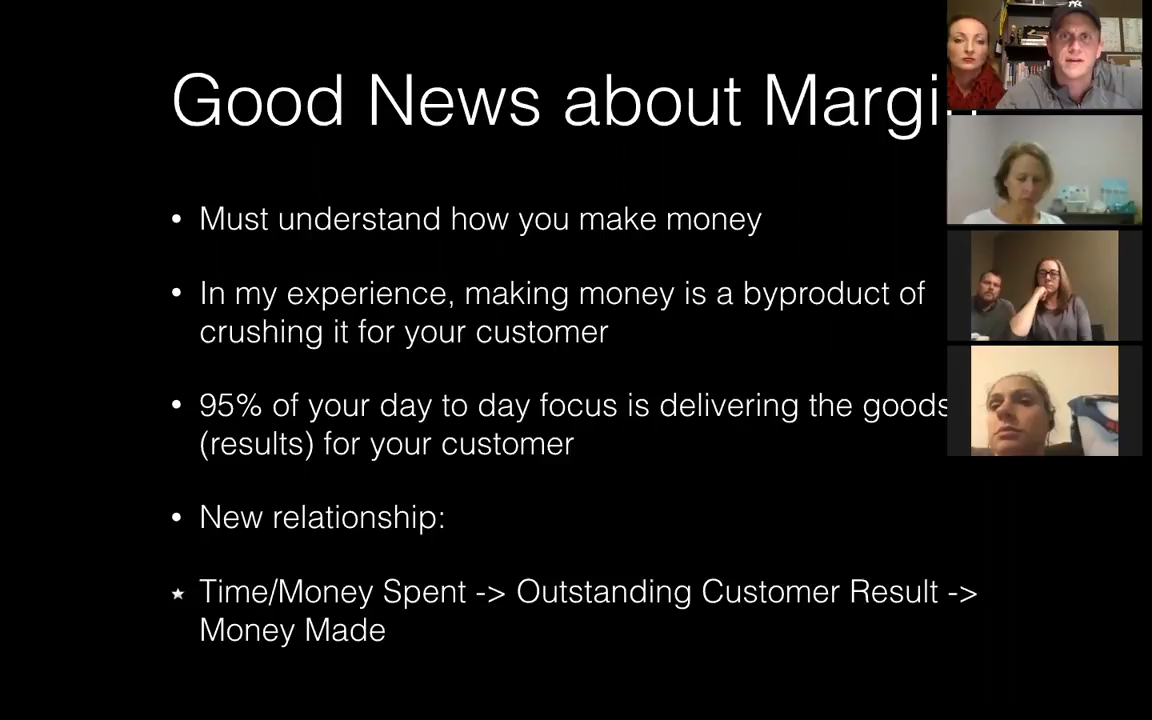 Good News about Margin
• Must understand how you make money
• In my experience, making money is a byproduct of
crushing it for your customer
• 95% of your day to day focus is delivering the goods
(results) for your customer
• New relationship:
★ Time/Money Spent -> Outstanding Customer Result ->
Money Made